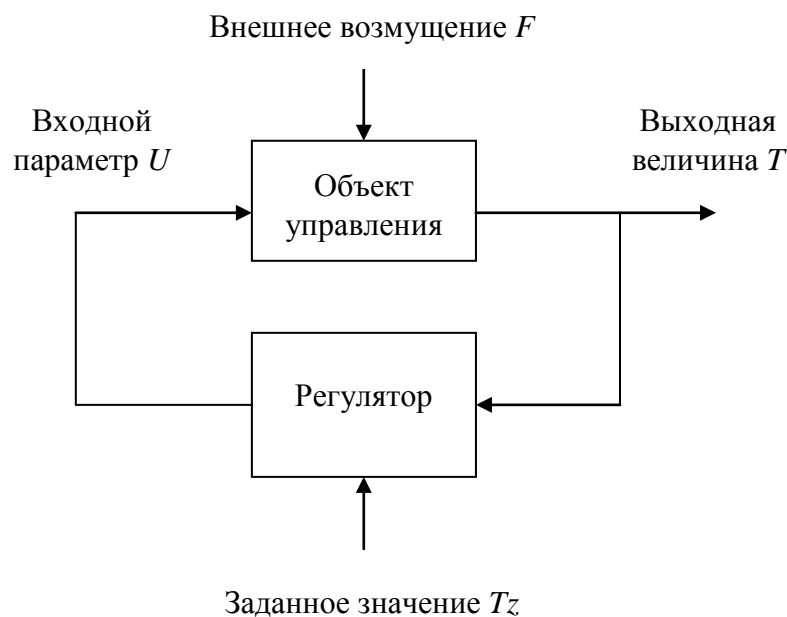 Внешнее возмущение F
Входной
параметр U
Выходная
величина T
Объект
управления
Регулятор
Заданное значение Tz